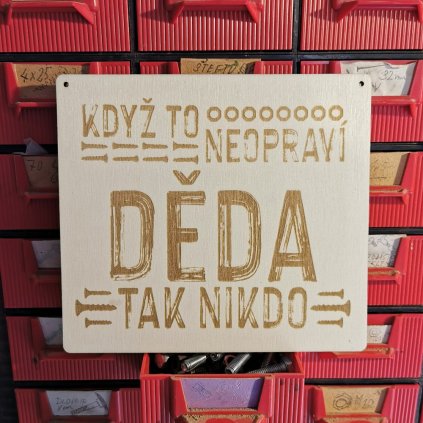 KDYŽ TO
NEOPRAVÍ
DĚDA
TAK NIKDO